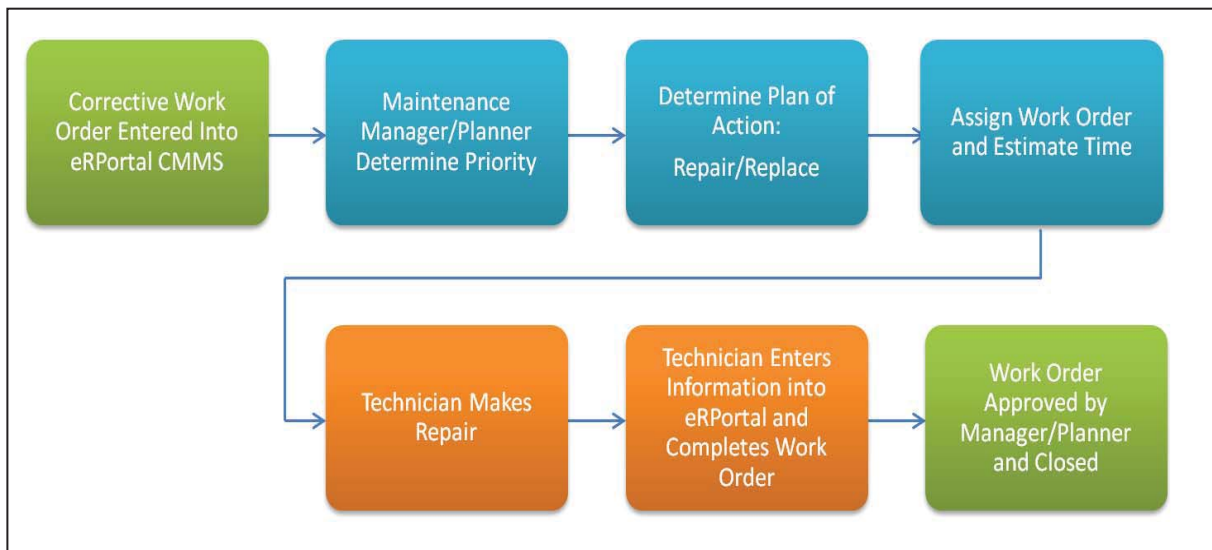 Corrective Work
Order Entered Into
eRPortal CMMS
Maintenance
Manager/Planner
Determine Priority
Determine Plan of
Action:
Repair/Replace
Assign Work Order
and Estimate Time
Technician Makes
Repair
Technician Enters
Information into
eRPortal and
Completes Work
Order
Work Order
Approved by
Manager/Planner
and Closed